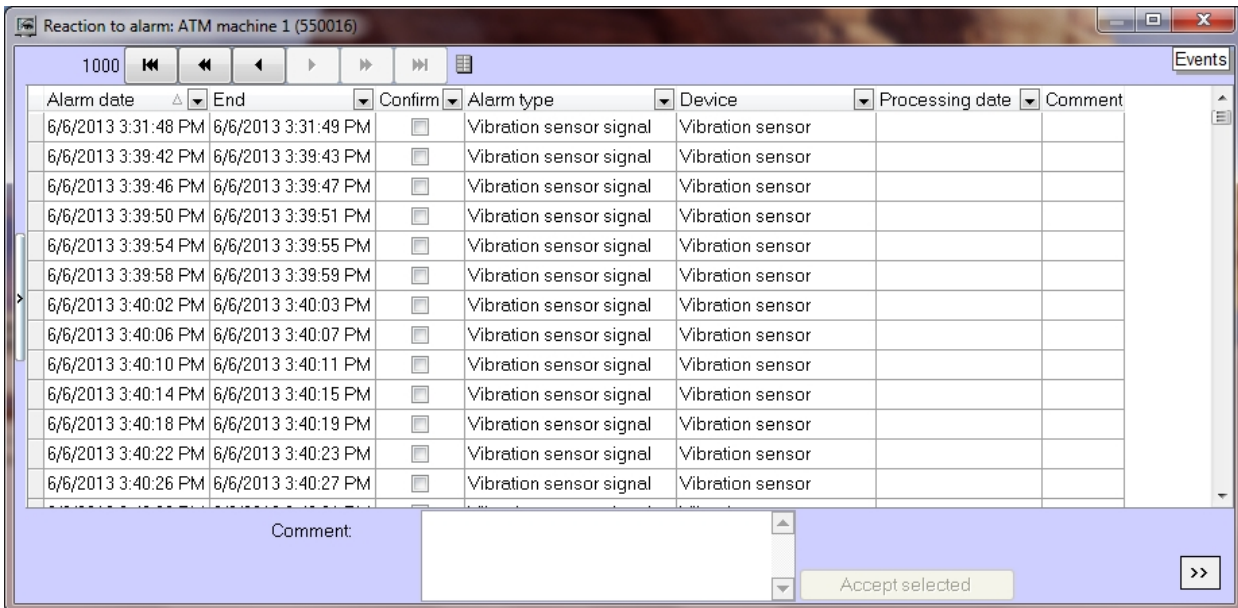 Reaction to alarm: ATM machine 1 (550016)
1000
Events
Alarm date End Confirm Alarm type Device Processing date Comment
6/6/2013 3:31:48 PM 6/6/2013 3:31:49 PM Vibration sensor signal Vibration sensor
6/6/2013 3:39:42 PM 6/6/2013 3:39:43 PM Vibration sensor signal Vibration sensor
6/6/2013 3:39:46 PM 6/6/2013 3:39:47 PM Vibration sensor signal Vibration sensor
6/6/2013 3:39:50 PM 6/6/2013 3:39:51 PM Vibration sensor signal Vibration sensor
6/6/2013 3:39:54 PM 6/6/2013 3:39:55 PM Vibration sensor signal Vibration sensor
6/6/2013 3:39:58 PM 6/6/2013 3:39:59 PM Vibration sensor signal Vibration sensor
6/6/2013 3:40:02 PM 6/6/2013 3:40:03 PM Vibration sensor signal Vibration sensor
6/6/2013 3:40:06 PM 6/6/2013 3:40:07 PM Vibration sensor signal Vibration sensor
6/6/2013 3:40:10 PM 6/6/2013 3:40:11 PM Vibration sensor signal Vibration sensor
6/6/2013 3:40:14 PM 6/6/2013 3:40:15 PM Vibration sensor signal Vibration sensor
6/6/2013 3:40:18 PM 6/6/2013 3:40:19 PM Vibration sensor signal Vibration sensor
6/6/2013 3:40:22 PM 6/6/2013 3:40:23 PM Vibration sensor signal Vibration sensor
6/6/2013 3:40:26 PM 6/6/2013 3:40:27 PM Vibration sensor signal Vibration sensor
Comment:
Accept selected
>>